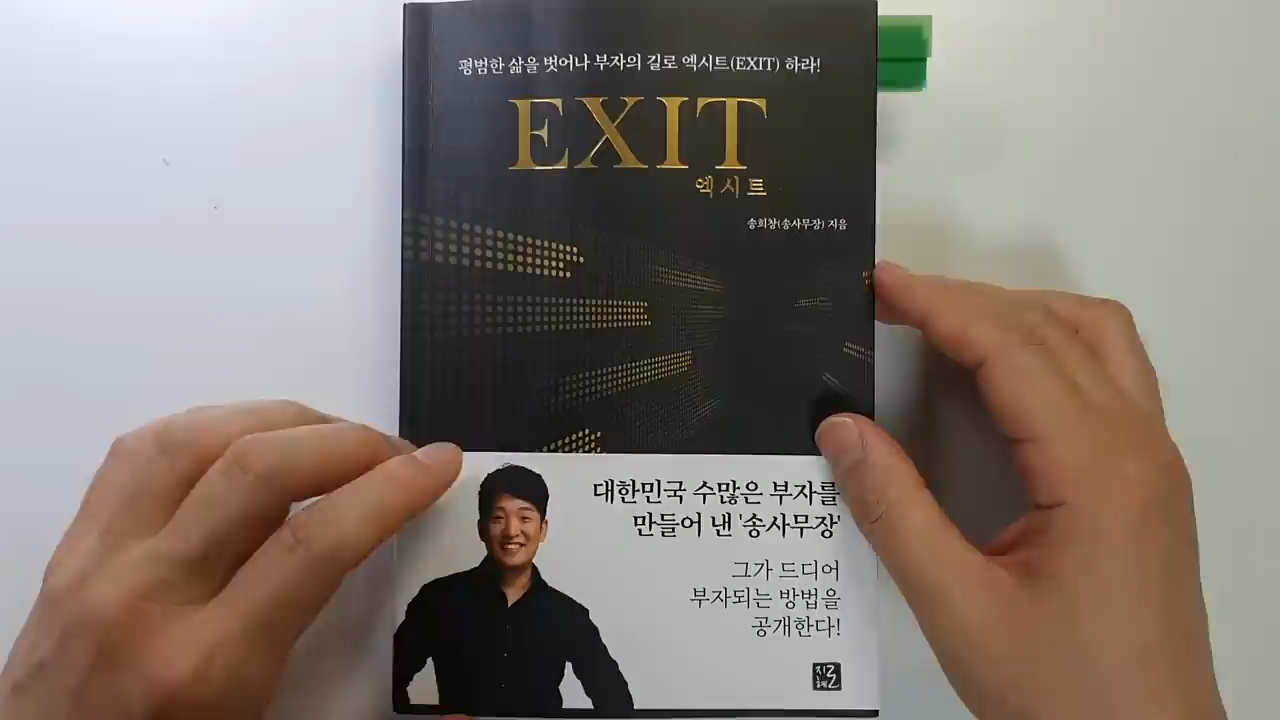 평범한 삶을 벗어나 부자의 길로 엑시트(EXIT) 하라!
EXIT
엑시트
송희창(송사무장) 지음
대한민국 수많은 부자를
만들어 낸 '송사무장'
그가 드디어
부자되는 방법을
공개한다!
지혜로